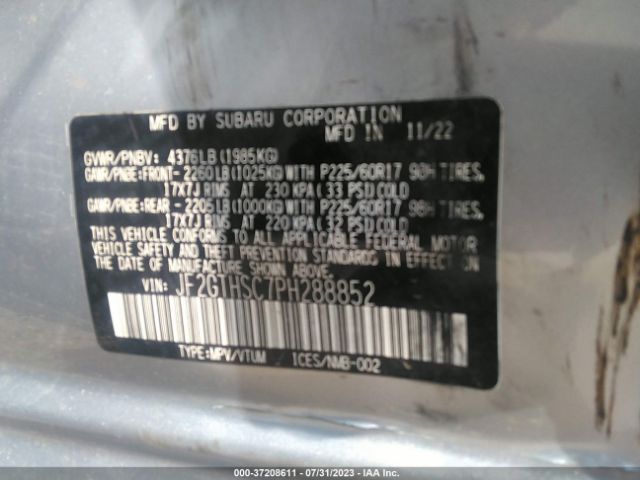 MFD BY SUBARU CORPORATION
MFD IN 11/22
GVWR/PNBV: 4376LB(1985KG)
GAWR/PNBE:FRONT- 2260LB(1025KG)WITH P225/60R17 98H TIRES,
17X7J RIMS AT 230 KPA(33 PSI)COLD
GAWR/PNBE:REAR - 2205LB(1000KG)WITH P225/60R17 98H TIRES,
17X7J RIMS AT 220 KPA(32 PSI)COLD
THIS VEHICLE CONFORMS TO ALL APPLICABLE FEDERAL MOTOR
VEHICLE SAFETY AND THEFT PREVENTION STANDARDS IN EFFECT ON
THE DATE OF MANUFACTURE SHOWN ABOVE.
VIN: JF2GTHSC7PH288852
TYPE:MPV/VTUM ICES/NMB-002
000-37208611 - 07/31/2023 - IAA Inc.